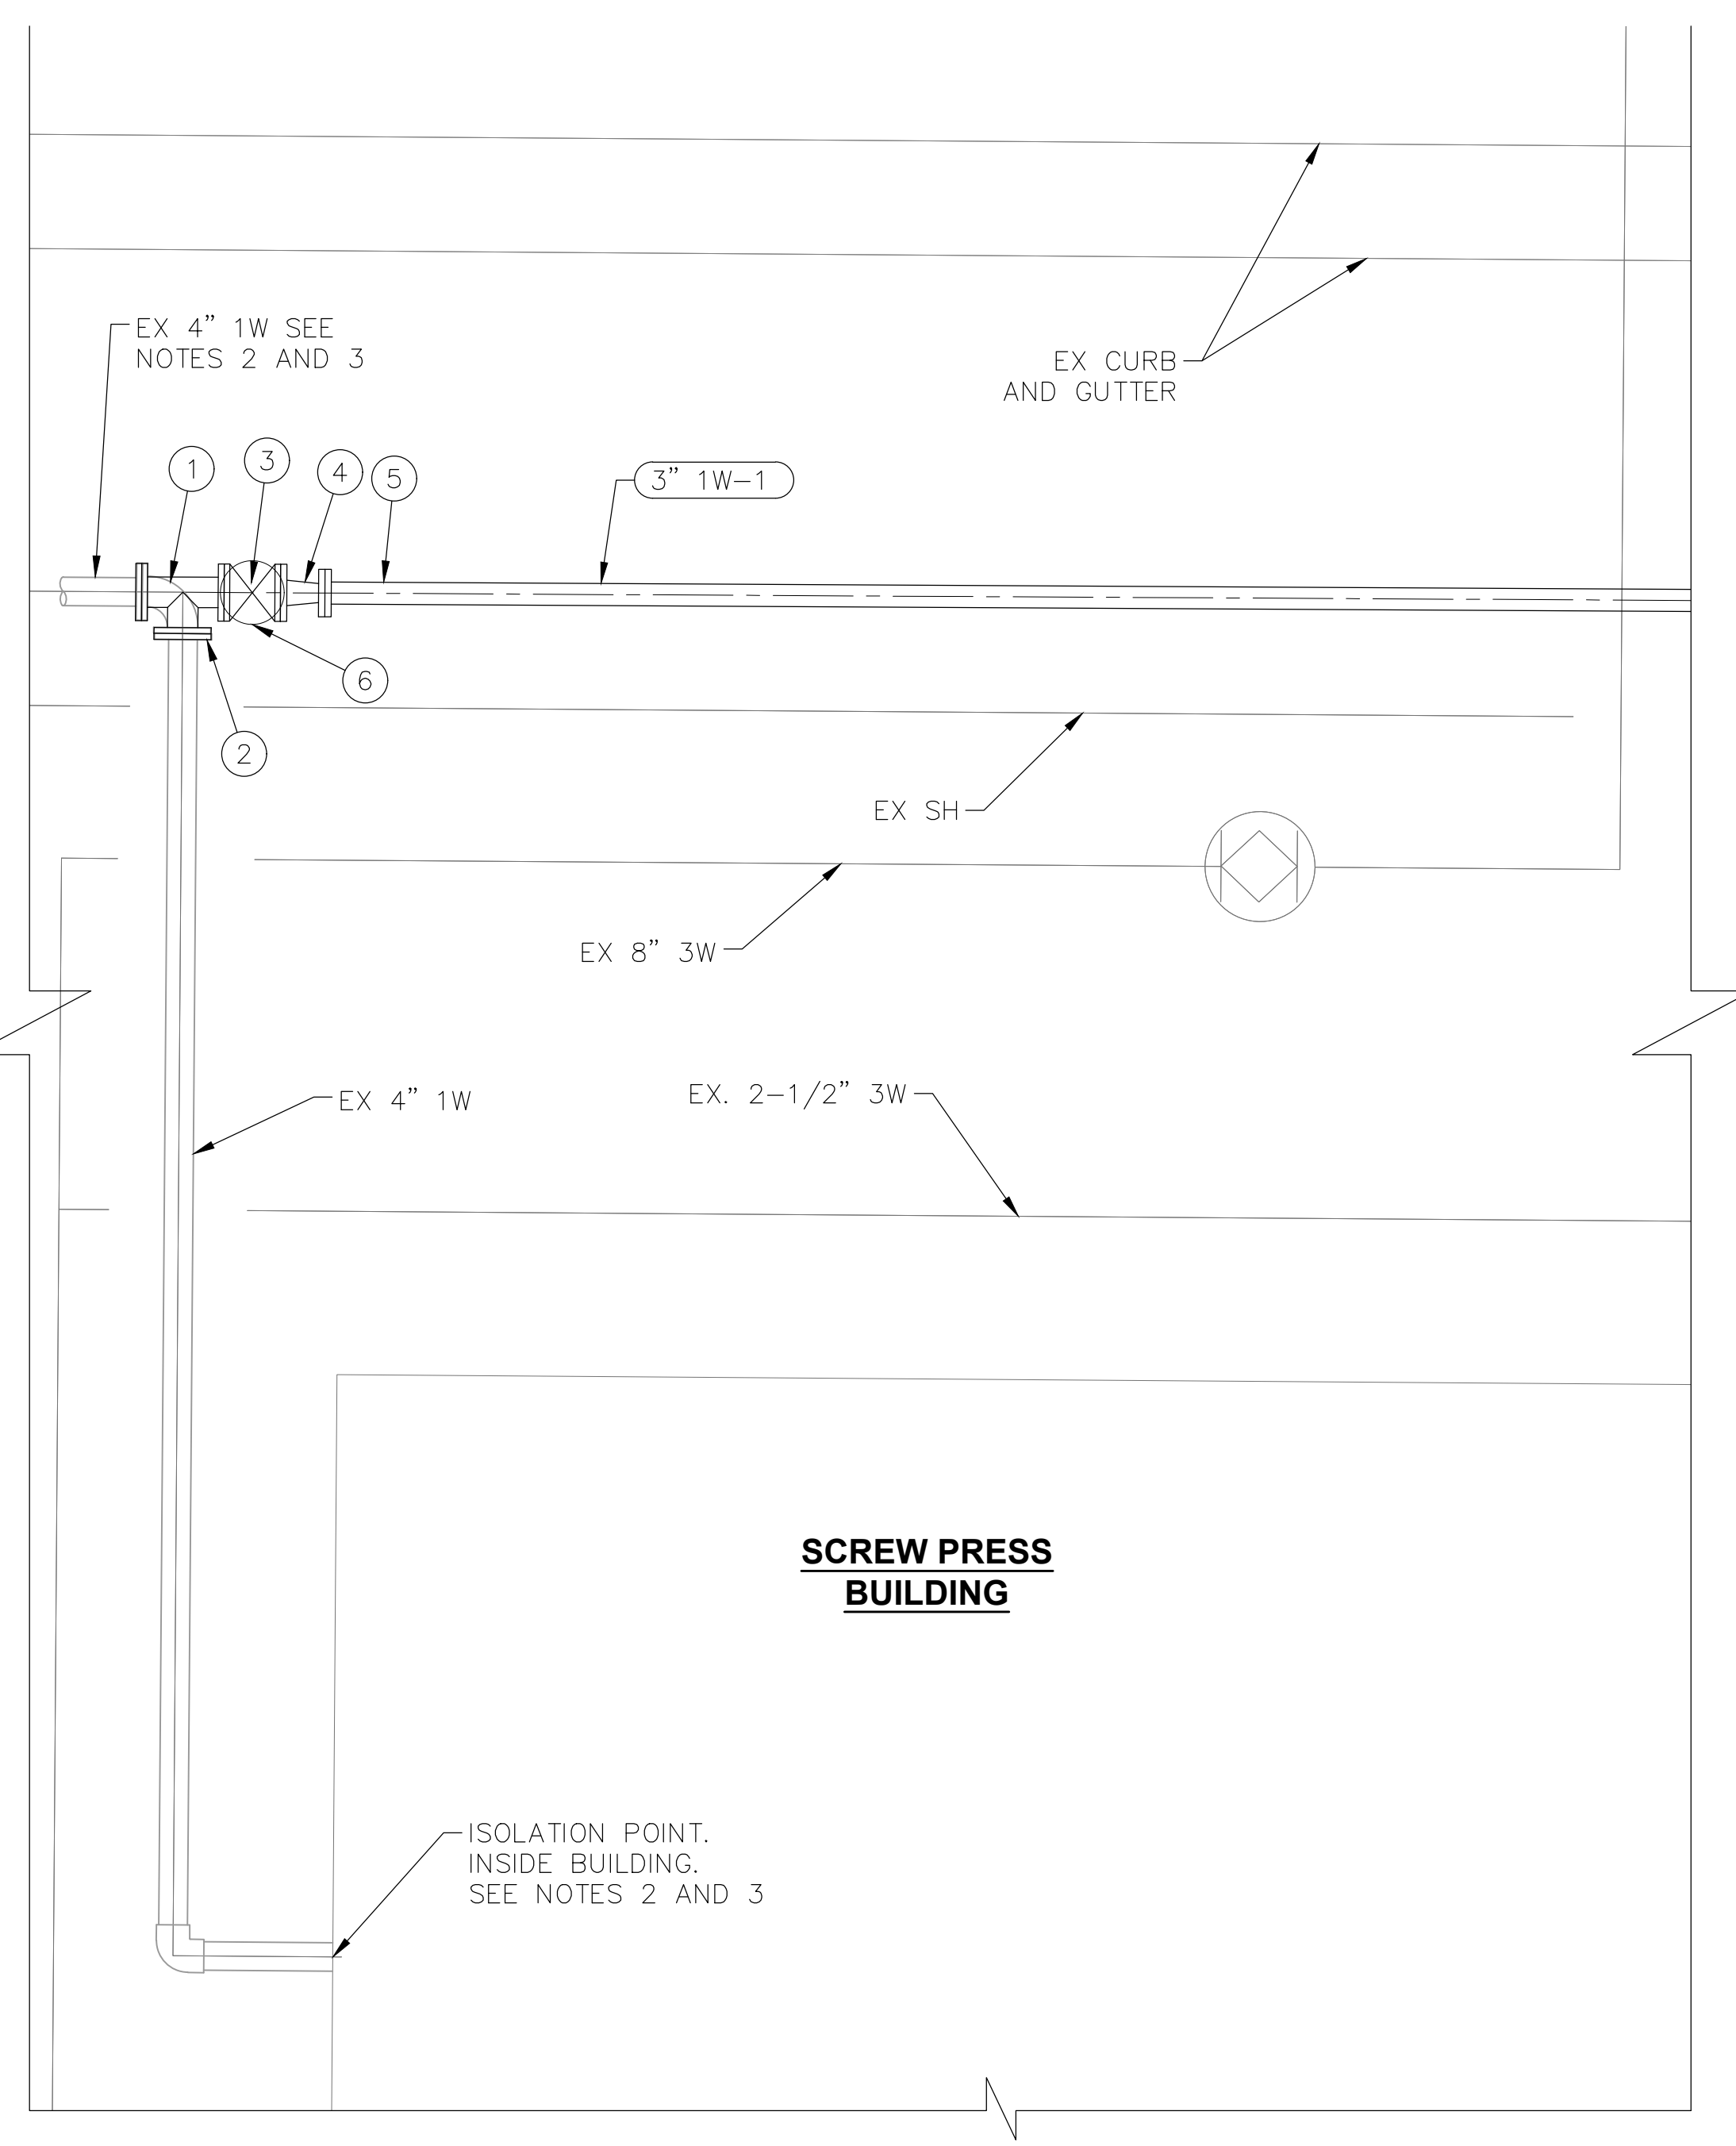 EX 4" 1W SEE
NOTES 2 AND 3
EX CURB
AND GUTTER
1
3
4
5
3" 1W-1
6
2
EX SH
EX 8" 3W
EX 4" 1W
EX. 2-1/2" 3W
SCREW PRESS
BUILDING
ISOLATION POINT.
INSIDE BUILDING.
SEE NOTES 2 AND 3